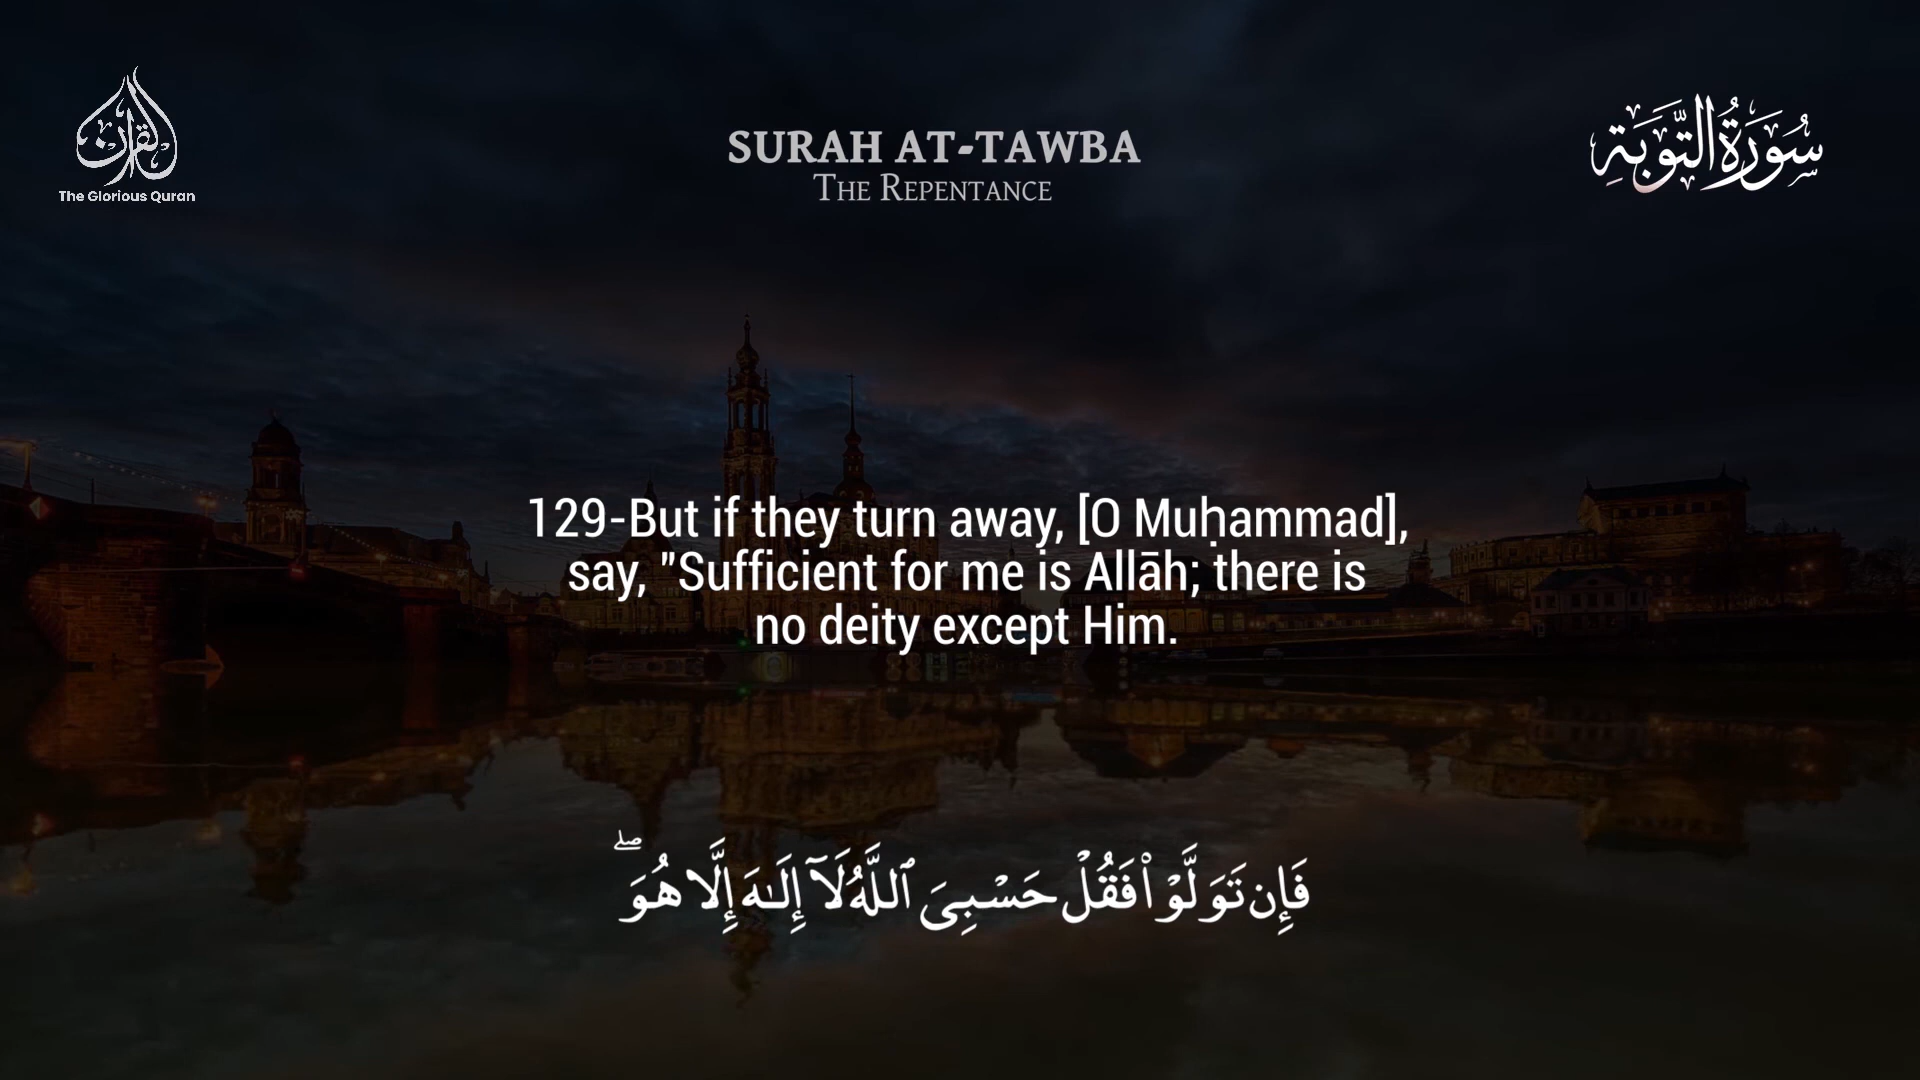 القرآن
The Glorious Quran
SURAH AT-TAWBA
THE REPENTANCE
سُورَةُ التَّوْبَةِ
129-But if they turn away, [O Muḥammad],
say, "Sufficient for me is Allāh; there is
no deity except Him.
فَإِن تَوَلَّوْا۟ فَقُلْ حَسْبِىَ ٱللَّهُ لَآ إِلَـٰهَ إِلَّا هُوَ ۖ